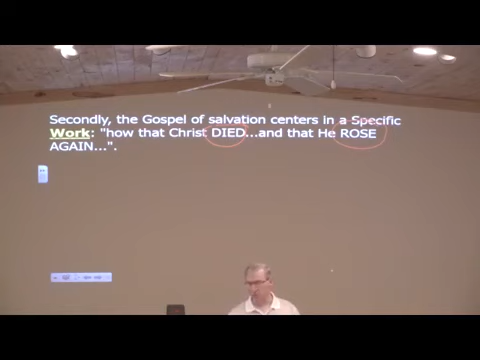 Secondly, the Gospel of salvation centers in a Specific
Work: "how that Christ DIED...and that He ROSE
AGAIN...".